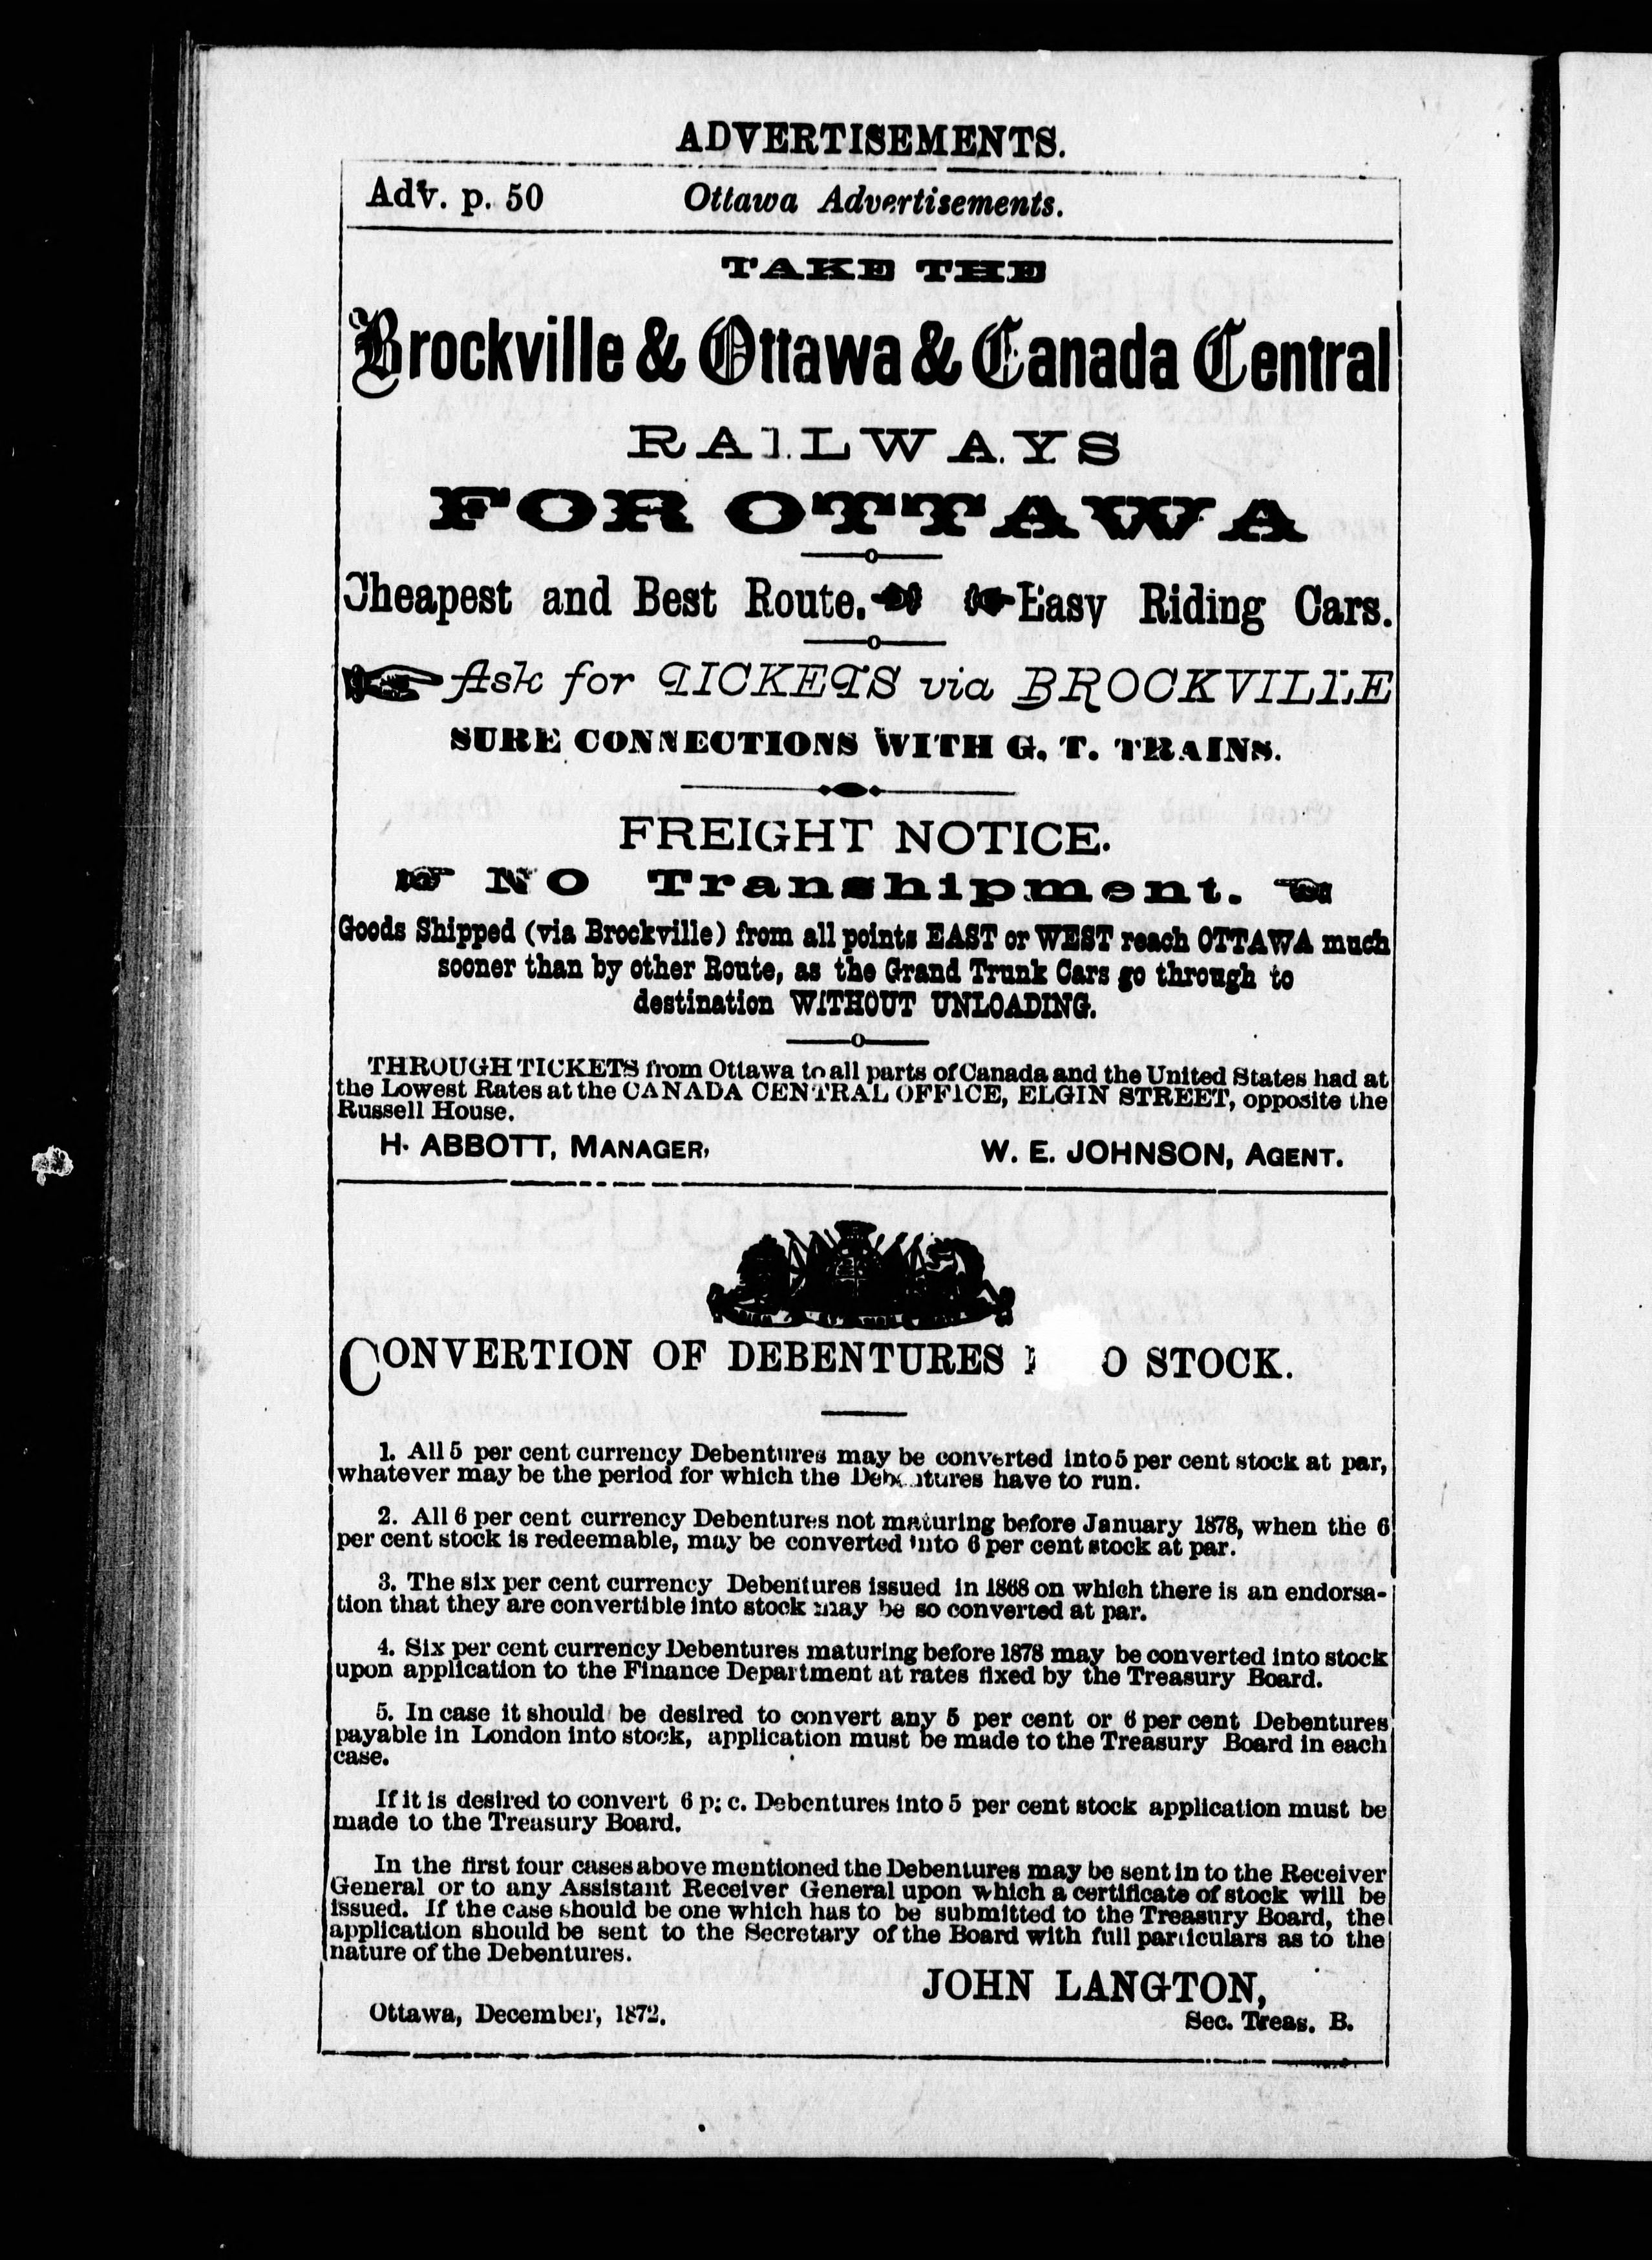 ADVERTISEMENTS.
Adv. p. 50 Ottawa Advertisements.
TAKE THE
Brockville & Ottawa & Canada Central
RAILWAYS
FOR OTTAWA
Cheapest and Best Route. Easy Riding Cars.
Ask for TICKETS via BROCKVILLE
SURE CONNECTIONS WITH G. T. TRAINS.
FREIGHT NOTICE.
NO Transhipment.
Goods Shipped (via Brockville) from all points EAST or WEST reach OTTAWA much
sooner than by other Route, as the Grand Trunk Cars go through to
destination WITHOUT UNLOADING.
THROUGH TICKETS from Ottawa to all parts of Canada and the United States had at
the Lowest Rates at the CANADA CENTRAL OFFICE, ELGIN STREET, opposite the
Russell House.
H. ABBOTT, MANAGER, W. E. JOHNSON, AGENT.
CONVERTION OF DEBENTURES O STOCK.
1. All 5 per cent currency Debentures may be converted into 5 per cent stock at par,
whatever may be the period for which the Debentures have to run.
2. All 6 per cent currency Debentures not maturing before January 1878, when the 6
per cent stock is redeemable, may be converted into 6 per cent stock at par.
3. The six per cent currency Debentures issued in 1868 on which there is an endorsa-
tion that they are convertible into stock may be so converted at par.
4. Six per cent currency Debentures maturing before 1878 may be converted into stock
upon application to the Finance Department at rates fixed by the Treasury Board.
5. In case it should be desired to convert any 5 per cent or 6 per cent Debentures
payable in London into stock, application must be made to the Treasury Board in each
case.
If it is desired to convert 6 p: c. Debentures into 5 per cent stock application must be
made to the Treasury Board.
In the first four cases above mentioned the Debentures may be sent in to the Receiver
General or to any Assistant Receiver General upon which a certificate of stock will be
issued. If the case should be one which has to be submitted to the Treasury Board, the
application should be sent to the Secretary of the Board with full particulars as to the
nature of the Debentures.
JOHN LANGTON,
Ottawa, December, 1872. Sec. Treas. B.